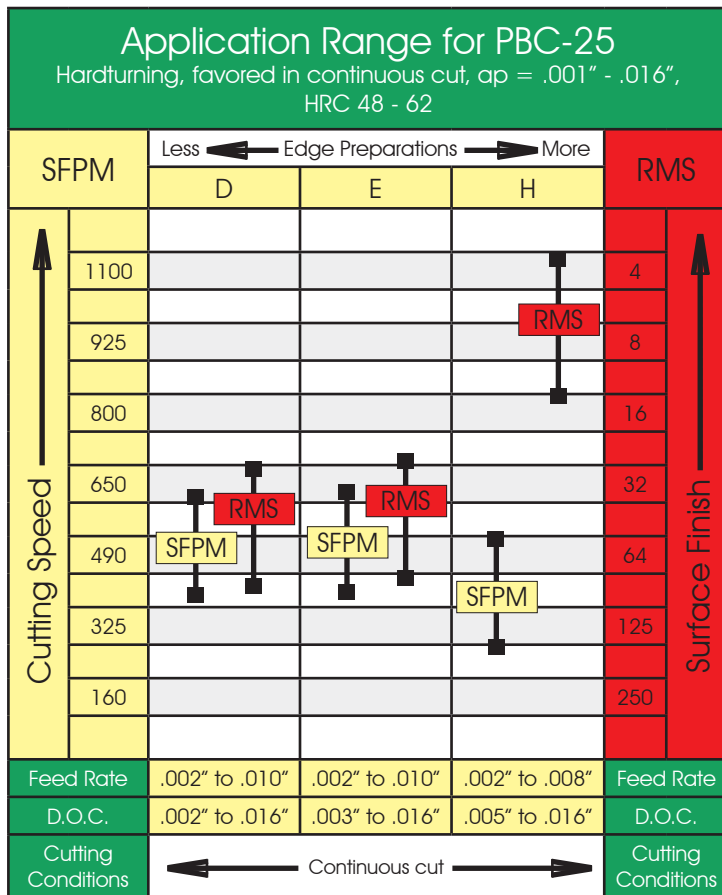 Application Range for PBC-25
Hardturning, favored in continuous cut, ap = .001" - .016",
HRC 48 - 62
SFPM
Less Edge Preparations More
RMS
D E H
Cutting Speed
Surface Finish
1100 4
RMS
925 8
800 16
650 32
RMS RMS
490 SFPM SFPM 64
SFPM
325 125
160 250
Feed Rate .002" to .010" .002" to .010" .002" to .008" Feed Rate
D.O.C. .002" to .016" .003" to .016" .005" to .016" D.O.C.
Cutting
Conditions
Continuous cut
Cutting
Conditions